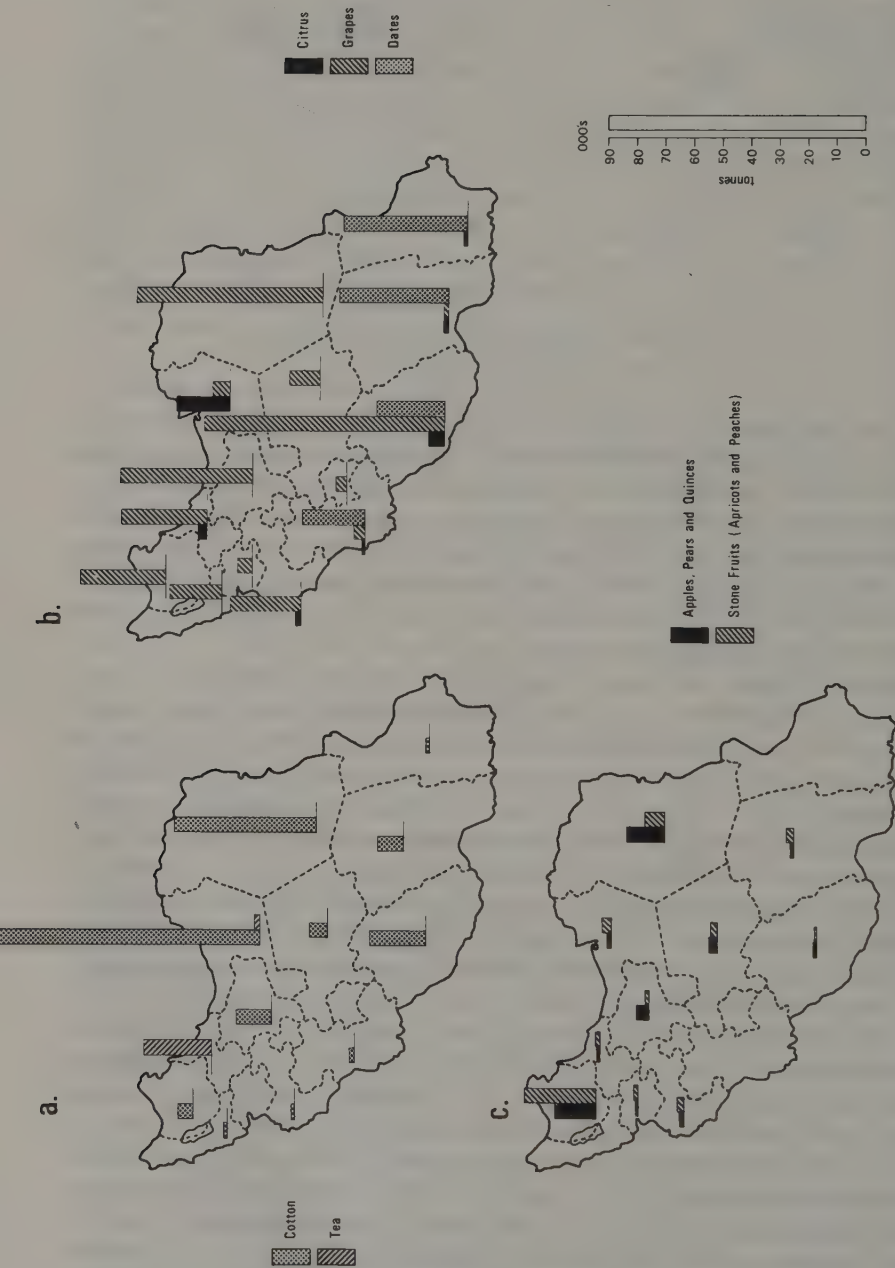 a.
Cotton
Tea
b.
Citrus
Grapes
Dates
c.
Apples, Pears and Quinces
Stone Fruits (Apricots and Peaches)
000's
90
80
70
60
50
40
30
20
10
0
tonnes